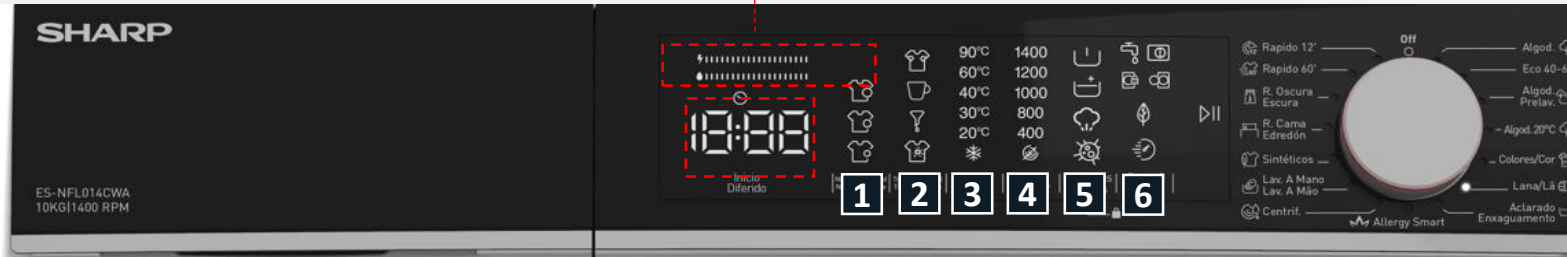 SHARP
ES-NFL014CWA
10KG|1400 RPM
18:88
Inicio
Diferido
90°C
60°C
40°C
30°C
20°C
1400
1200
1000
800
400
1
2
3
4
5
6
Off
Rapido 12'
Rapido 60'
R. Oscura
Escura
R. Cama
Edredón
Sintéticos
Lav. A Mano
Lav. A Mão
Centrif.
Allergy Smart
Algod.
Eco 40-6
Algod.
Prelav.
Algod. 20°C
Colores/Cor
Lana/Lã
Aclarado
Enxaguamento